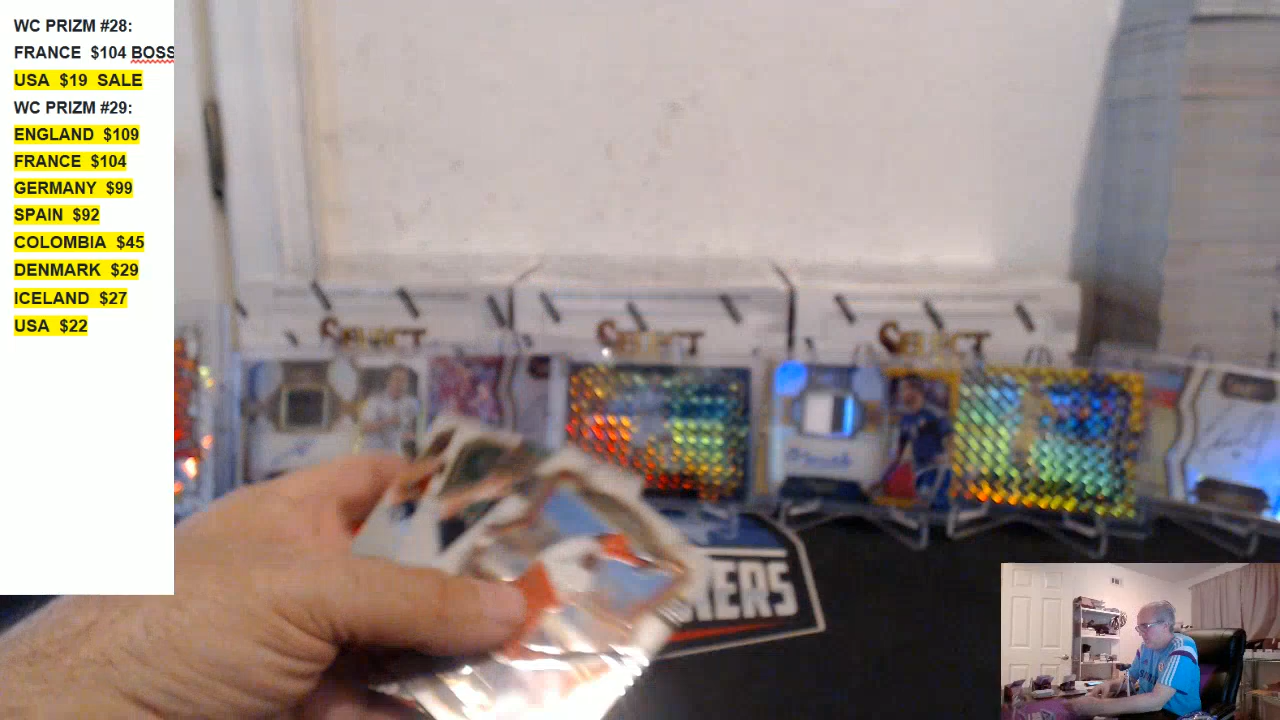 WC PRIZM #28:
FRANCE $104 BOSS
USA $19 SALE
WC PRIZM #29:
ENGLAND $109
FRANCE $104
GERMANY $99
SPAIN $92
COLOMBIA $45
DENMARK $29
ICELAND $27
USA $22
SELECT SELECT SELECT